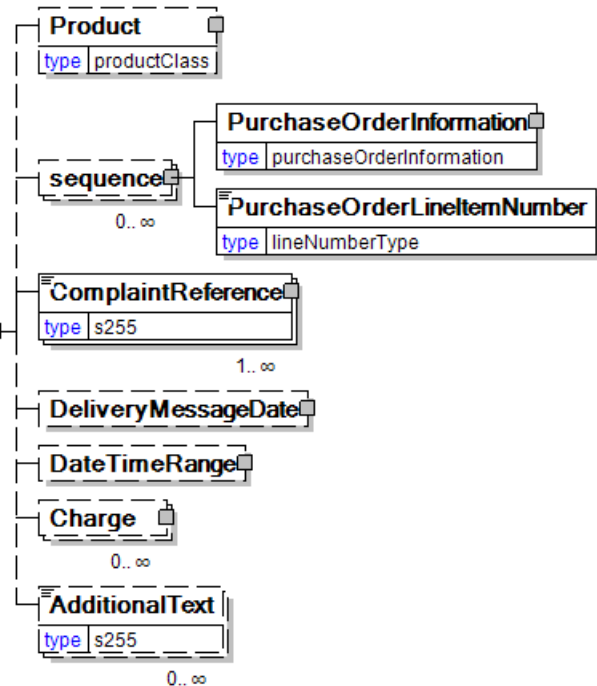 Product
type productClass
sequence
0.. ∞
PurchaseOrderInformation
type purchaseOrderInformation
PurchaseOrderLineItemNumber
type lineNumberType
ComplaintReference
type s255
1.. ∞
DeliveryMessageDate
DateTimeRange
Charge
0.. ∞
AdditionalText
type s255
0.. ∞